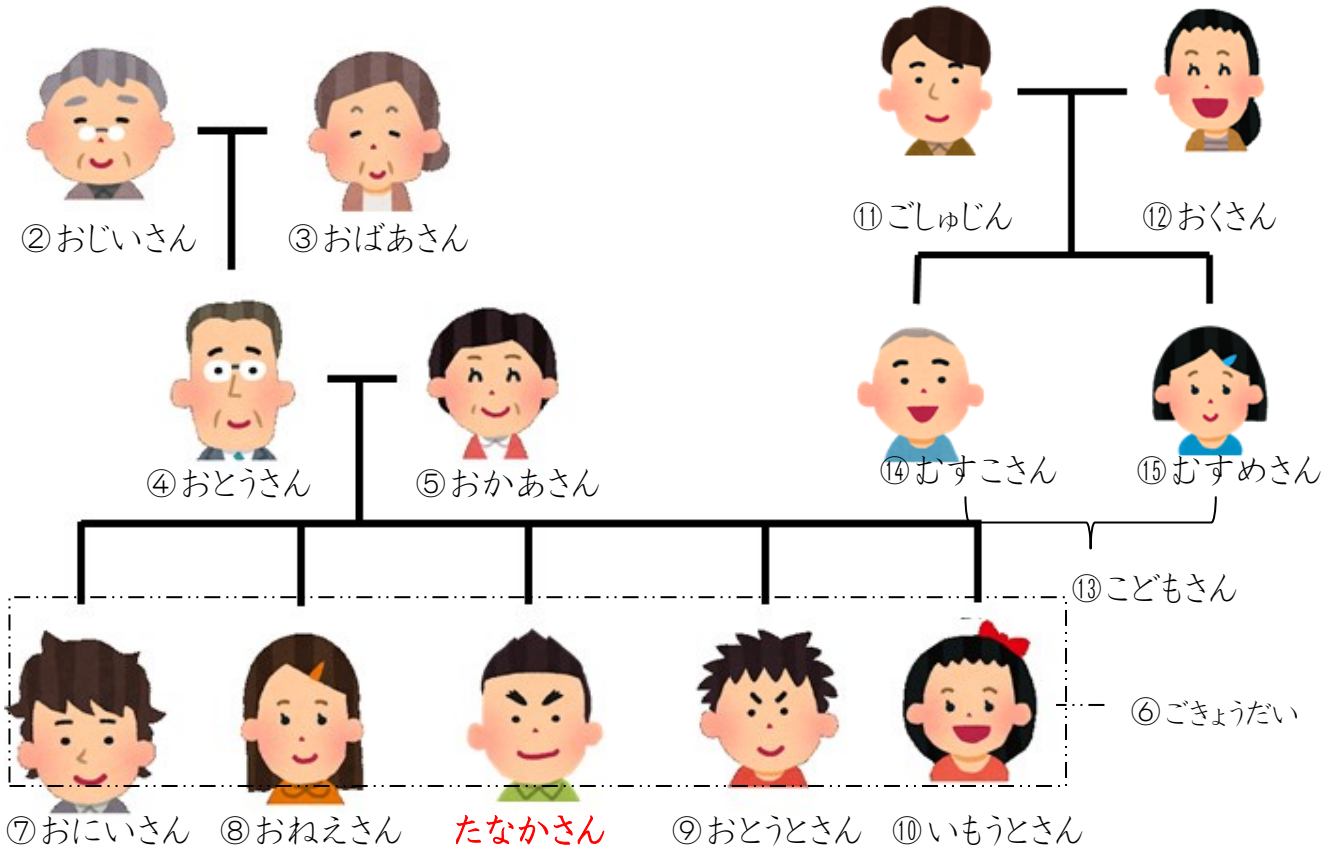 ②おじいさん
③おばあさん
⑪ごしゅじん
⑫おくさん
④おとうさん
⑤おかあさん
⑭むすこさん
⑮むすめさん
⑬こどもさん
⑥ごきょうだい
⑦おにいさん
⑧おねえさん
たなかさん
⑨おとうとさん
⑩いもうとさん